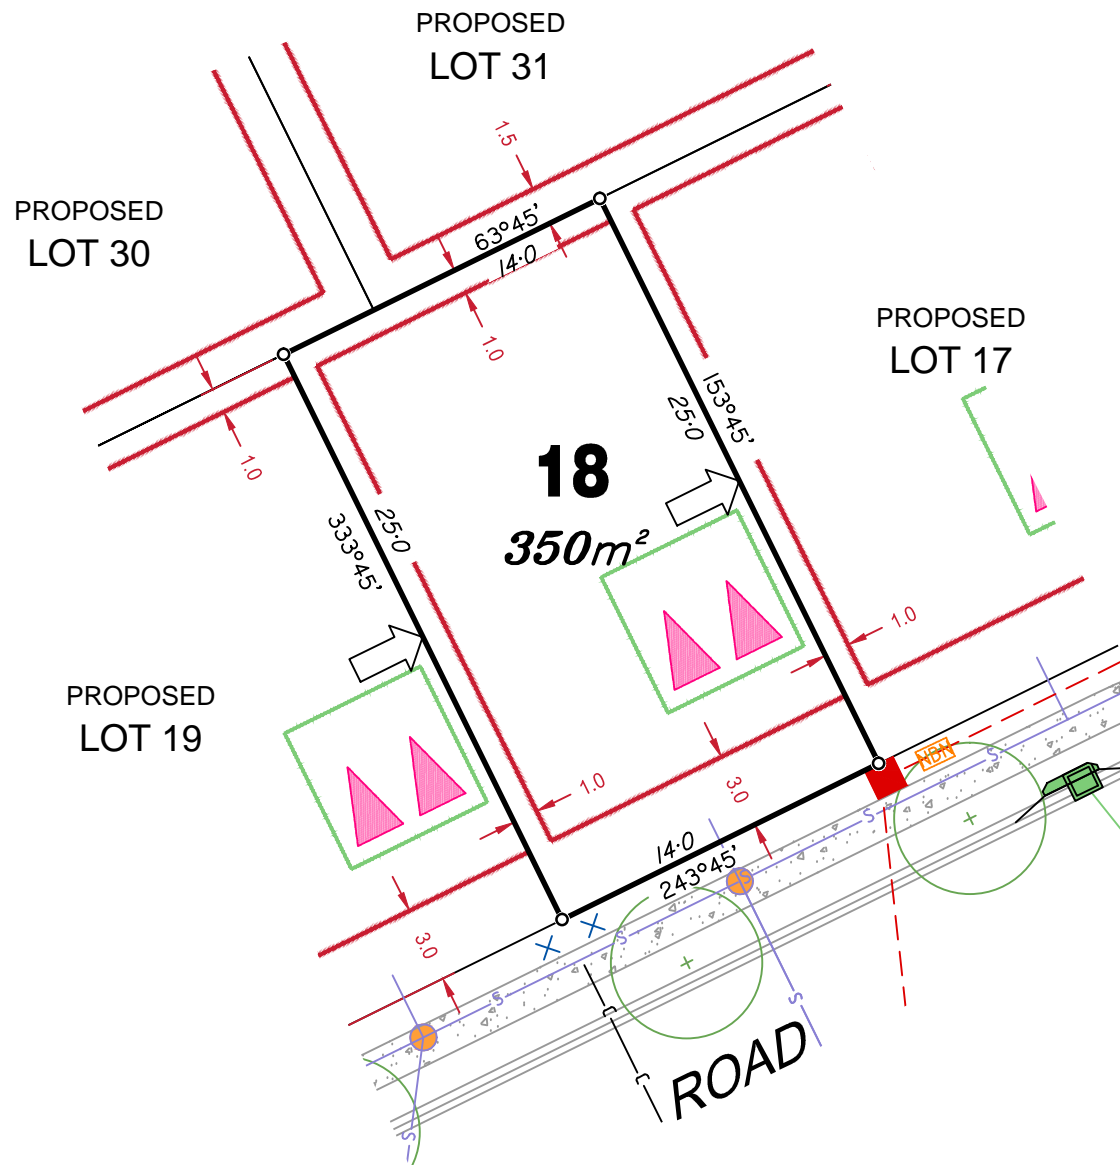 PROPOSED
LOT 31
1.5
PROPOSED
LOT 30
63°45'
14·0
1.0
PROPOSED
LOT 17
1.0
153°45'
25·0
18
350m²
25·0
333°45'
1.0
PROPOSED
LOT 19
1.0
3.0
NBN
S
S
14·0
243°45'
S
S
3.0
S
S
ROAD
S